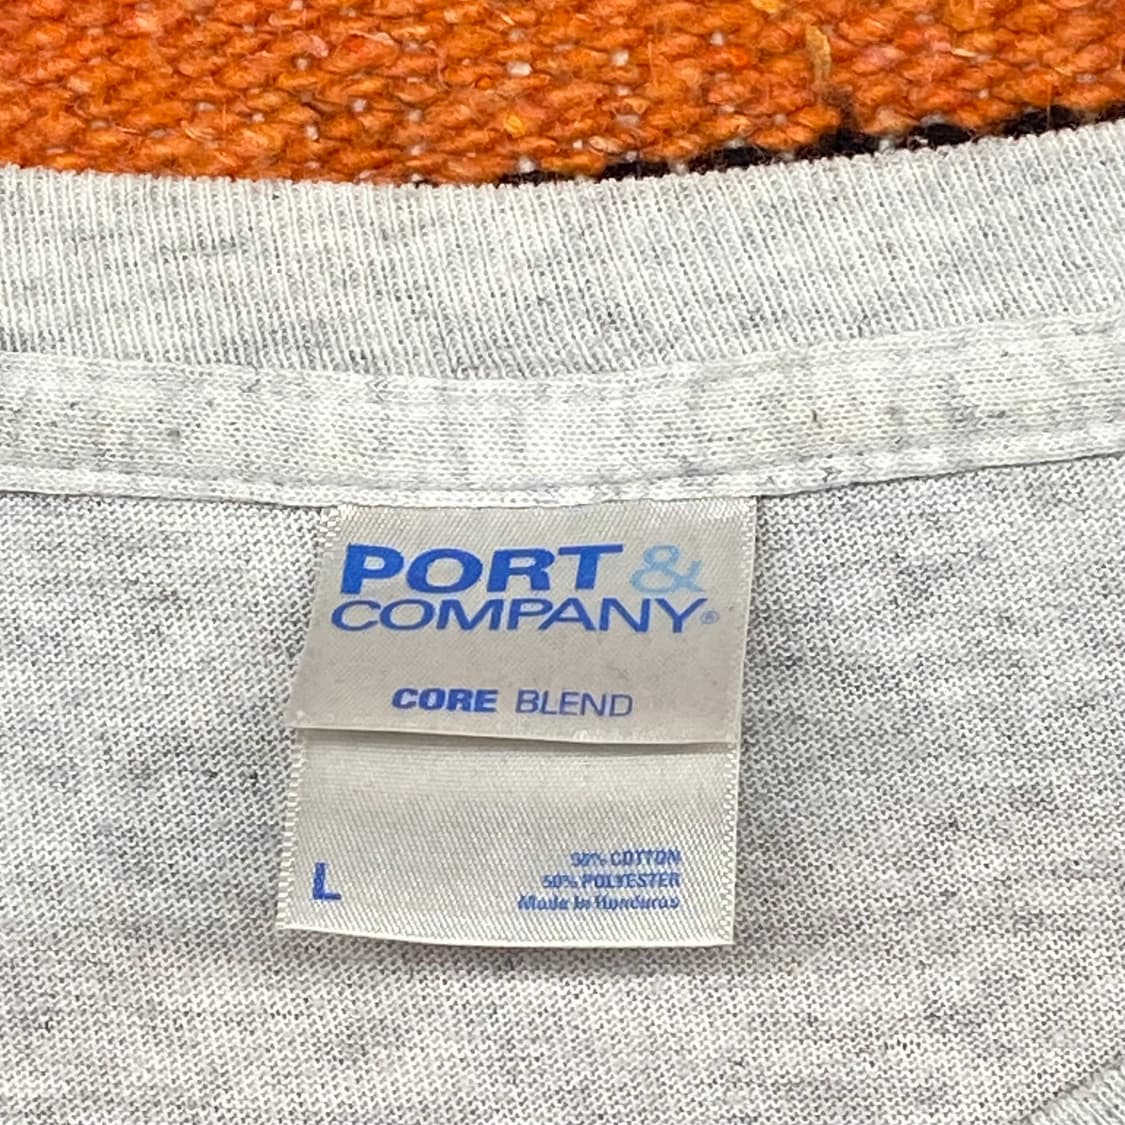 PORT &
COMPANY®
CORE BLEND
L
50% COTTON
50% POLYESTER
Made In Honduras